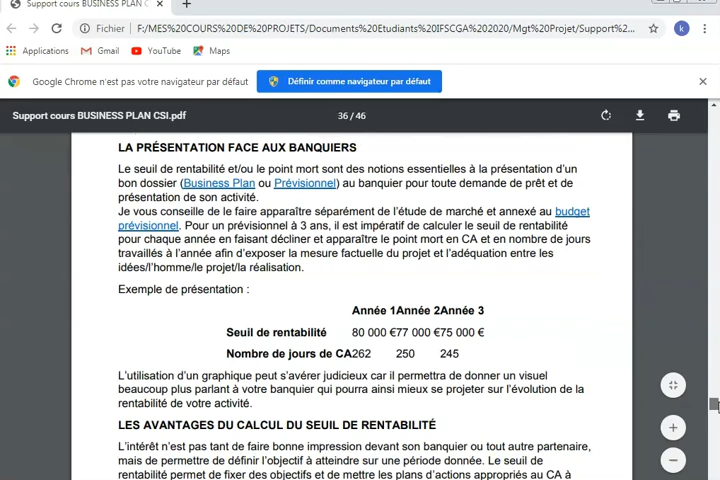 Support cours BUSINESS PLAN CSI
Fichier F:/MES%20COURS%20DE%20PROJETS/Documents%20Etudiants%20IFSCGA%202020/Mgt%20Projet/Support%2... k
Applications Gmail YouTube Maps
Google Chrome n'est pas votre navigateur par défaut Définir comme navigateur par défaut
Support cours BUSINESS PLAN CSI.pdf 36 / 46
LA PRÉSENTATION FACE AUX BANQUIERS
Le seuil de rentabilité et/ou le point mort sont des notions essentielles à la présentation d'un
bon dossier (Business Plan ou Prévisionnel) au banquier pour toute demande de prêt et de
présentation de son activité.
Je vous conseille de le faire apparaître séparément de l'étude de marché et annexé au budget
prévisionnel. Pour un prévisionnel à 3 ans, il est impératif de calculer le seuil de rentabilité
pour chaque année en faisant décliner et apparaître le point mort en CA et en nombre de jours
travaillés à l'année afin d'exposer la mesure factuelle du projet et l'adéquation entre les
idées/l'homme/le projet/la réalisation.
Exemple de présentation :
Année 1Année 2Année 3
Seuil de rentabilité 80 000 €77 000 €75 000 €
Nombre de jours de CA262 250 245
L'utilisation d'un graphique peut s'avérer judicieux car il permettra de donner un visuel
beaucoup plus parlant à votre banquier qui pourra ainsi mieux se projeter sur l'évolution de la
rentabilité de votre activité.
LES AVANTAGES DU CALCUL DU SEUIL DE RENTABILITÉ
L'intérêt n'est pas tant de faire bonne impression devant son banquier ou tout autre partenaire,
mais de permettre de définir l'objectif à atteindre sur une période donnée. Le seuil de
rentabilité permet de fixer des objectifs et de mettre les plans d'actions appropriés au CA à